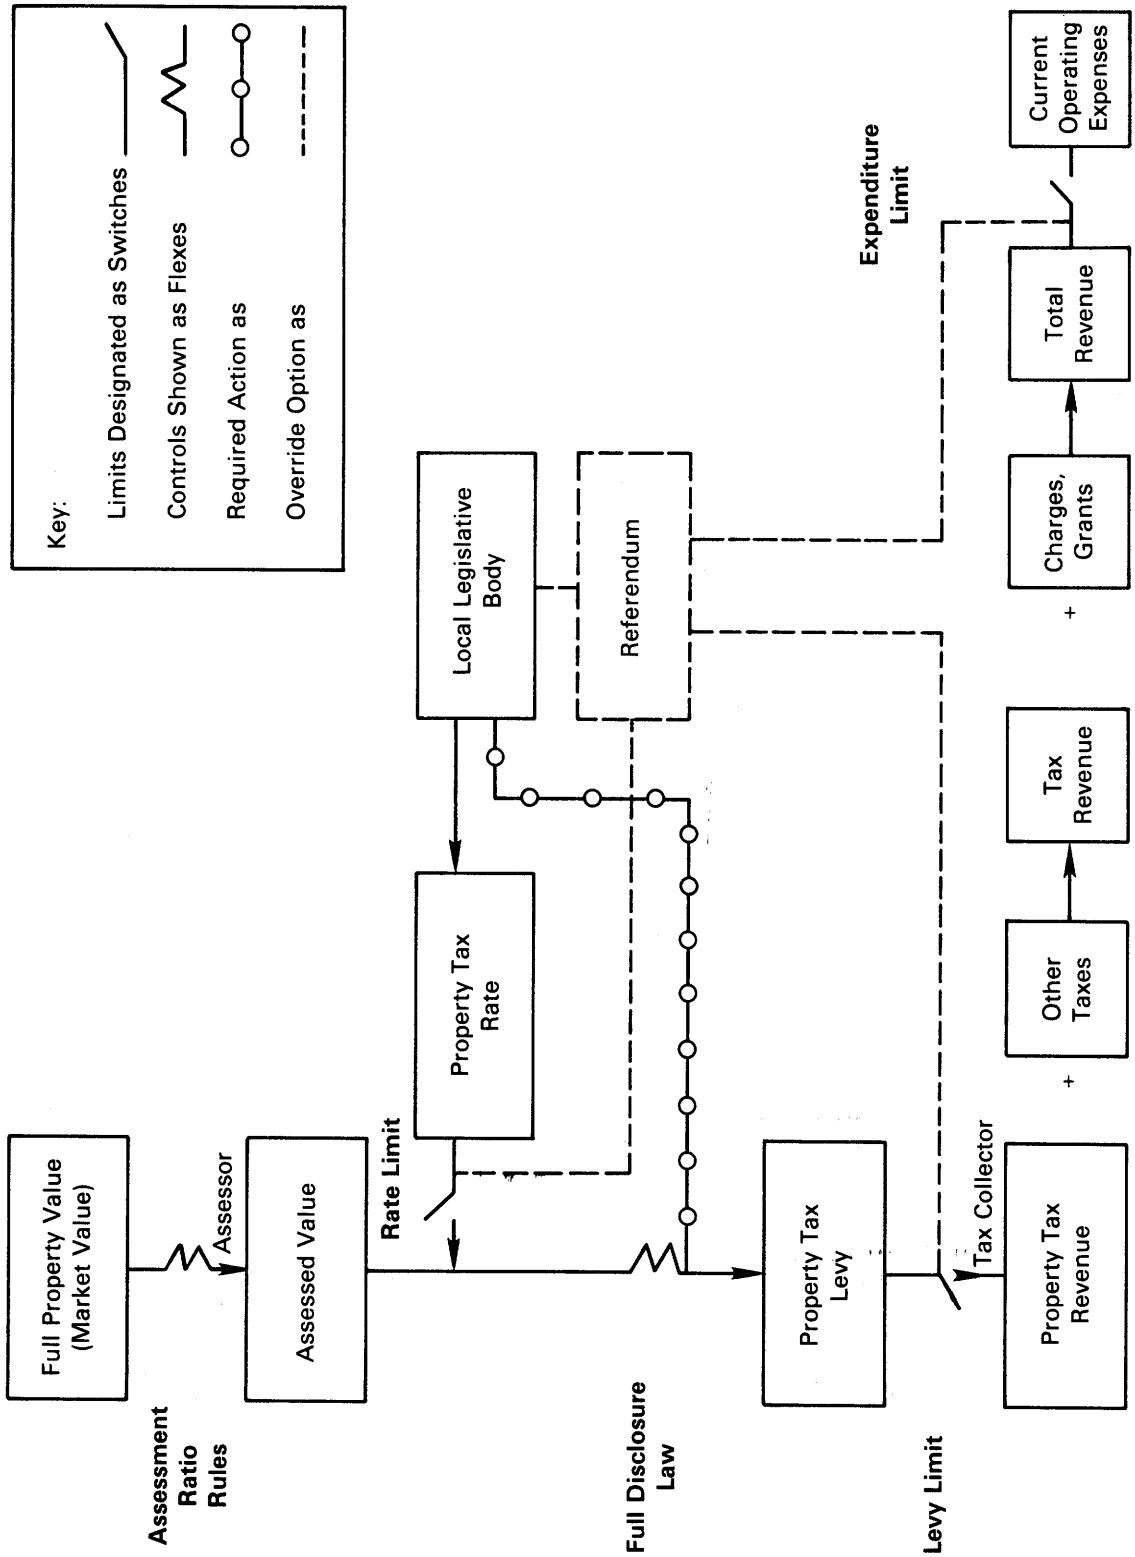 Key:
Limits Designated as Switches
Controls Shown as Flexes
Required Action as
Override Option as
Full Property Value
(Market Value)
Assessment
Ratio
Rules
Assessor
Assessed Value
Rate Limit
Property Tax
Rate
Local Legislative
Body
Referendum
Full Disclosure
Law
Property Tax
Levy
Levy Limit
Tax Collector
Expenditure
Limit
Property Tax
Revenue
+
Other
Taxes
Tax
Revenue
+
Charges,
Grants
Total
Revenue
Current
Operating
Expenses